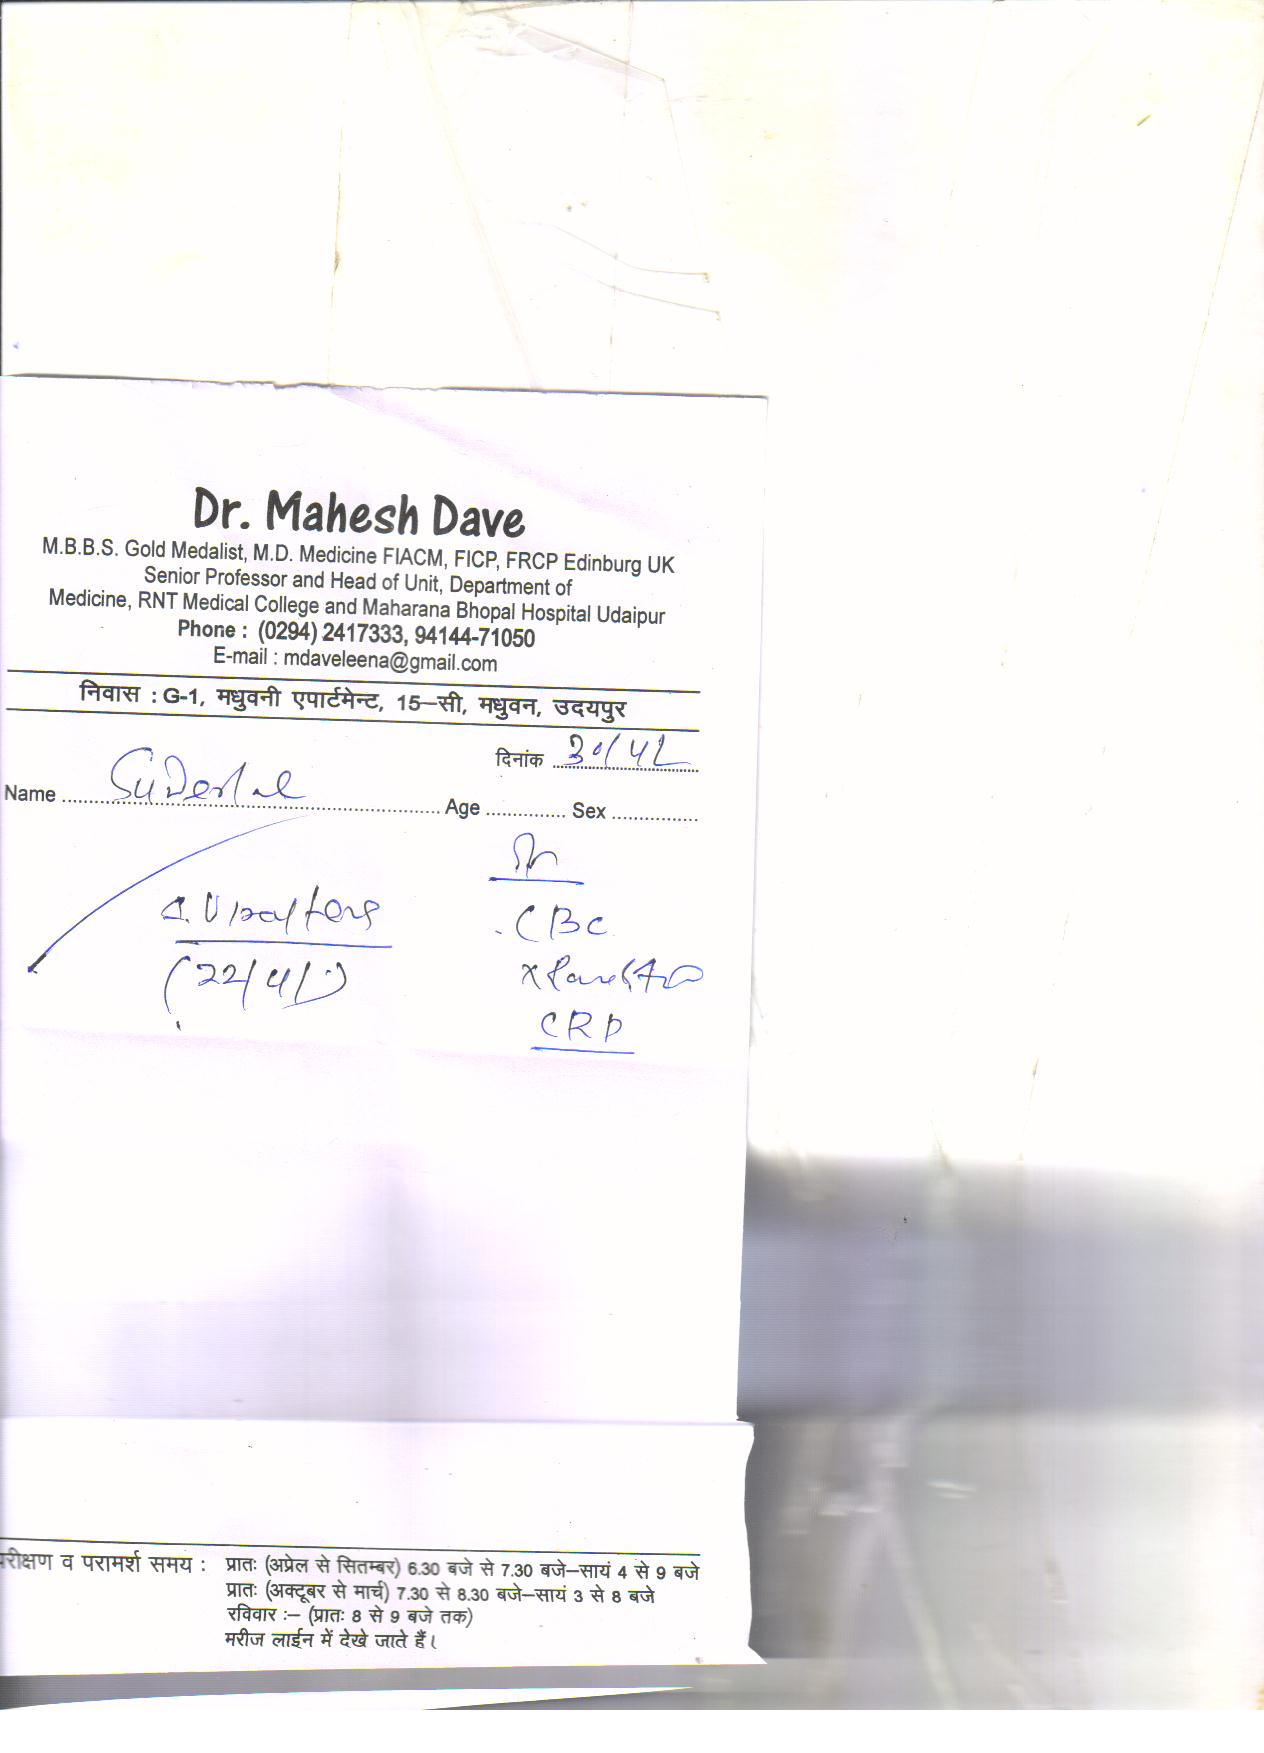 Dr. Mahesh Dave
M.B.B.S. Gold Medalist, M.D. Medicine FIACM, FICP, FRCP Edinburg UK
Senior Professor and Head of Unit, Department of
Medicine, RNT Medical College and Maharana Bhopal Hospital Udaipur
Phone : (0294) 2417333, 94144-71050
E-mail : mdaveleena@gmail.com
निवास : G-1, मधुवनी एपार्टमेन्ट, 15–सी, मधुवन, उदयपुर
दिनांक
Name Age Sex
CBC
(22/4/
CRP
परीक्षण व परामर्श समय : प्रातः (अप्रेल से सितम्बर) 6.30 बजे से 7.30 बजे–सायं 4 से 9 बजे
प्रातः (अक्टूबर से मार्च) 7.30 से 8.30 बजे–सायं 3 से 8 बजे
रविवार :– (प्रातः 8 से 9 बजे तक)
मरीज लाईन में देखे जाते हैं।